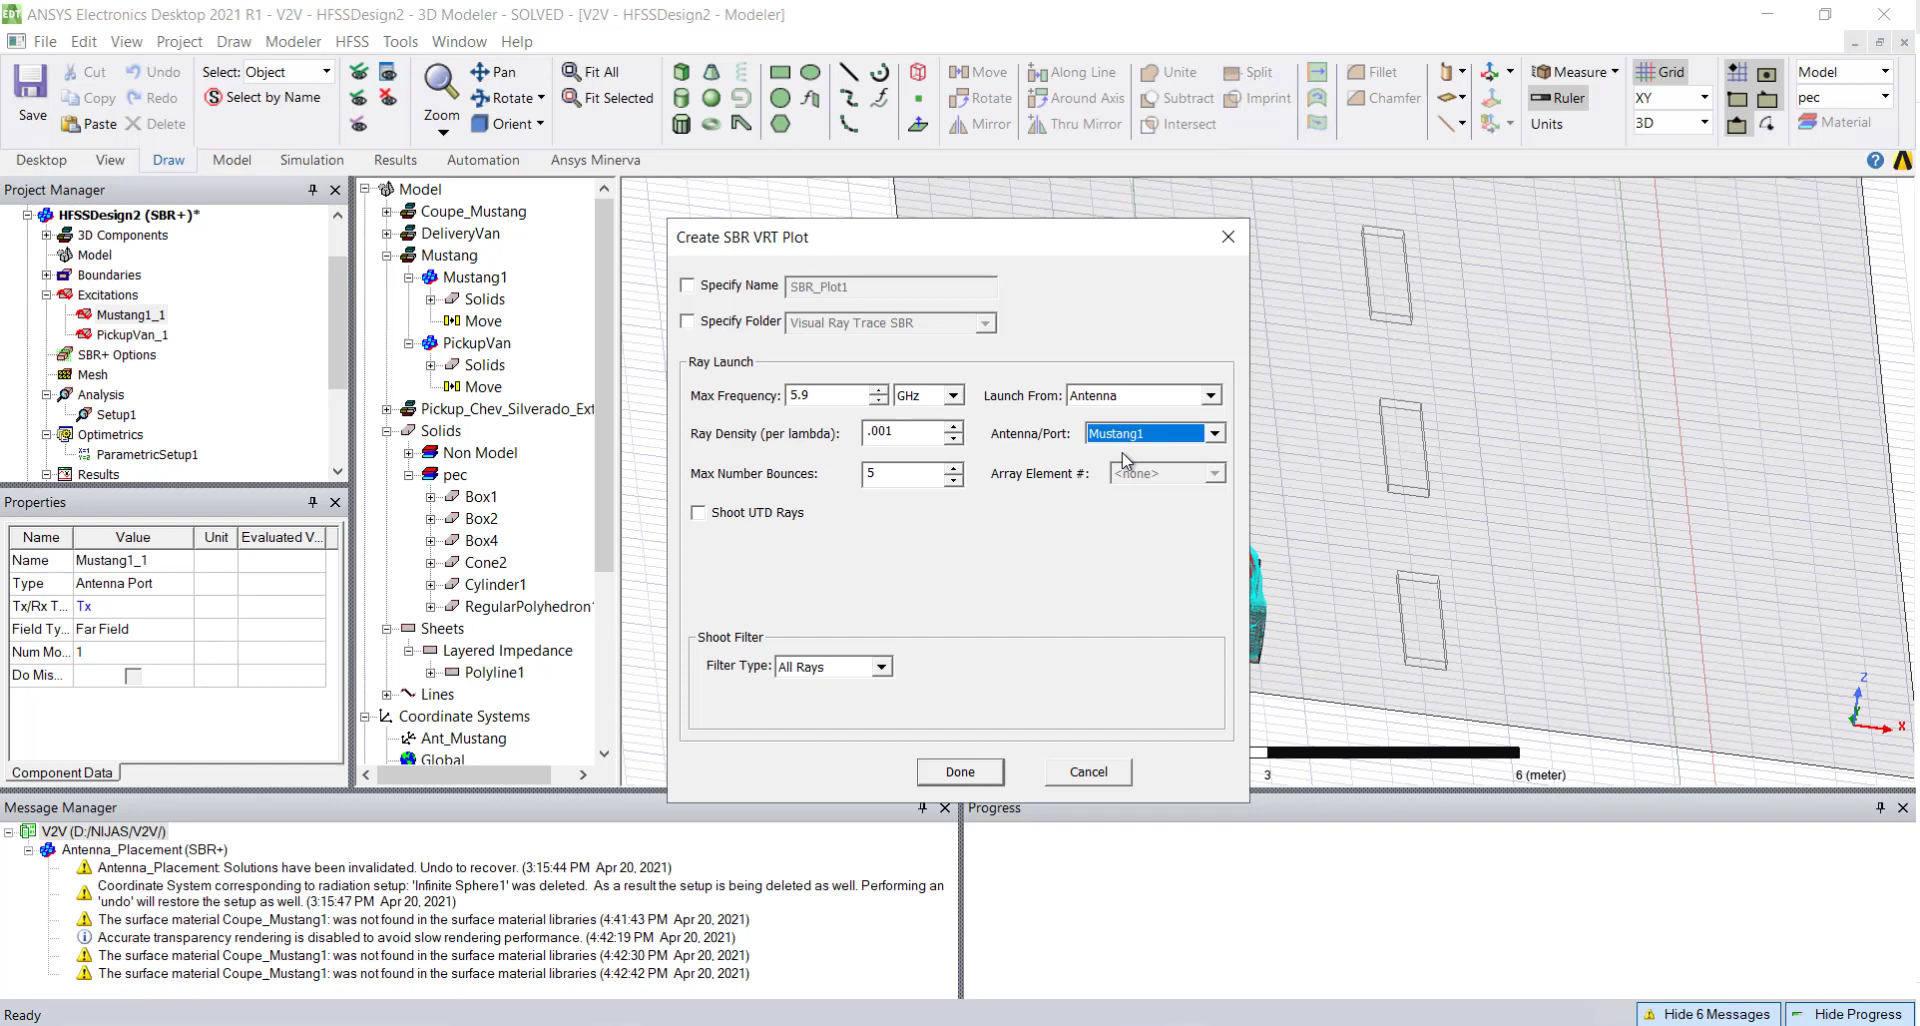 ANSYS Electronics Desktop 2021 R1 - V2V - HFSSDesign2 - 3D Modeler - SOLVED - [V2V - HFSSDesign2 - Modeler]
File Edit View Project Draw Modeler HFSS Tools Window Help
Save
Cut Undo
Copy Redo
Paste Delete
Select: Object
Select by Name
Zoom
Pan
Rotate
Orient
Fit All
Fit Selected
Move Along Line Unite Split Fillet
Rotate Around Axis Subtract Imprint Chamfer
Mirror Thru Mirror Intersect
Measure Grid Model
Ruler XY pec
Units 3D Material
Desktop View Draw Model Simulation Results Automation Ansys Minerva
Project Manager
HFSSDesign2 (SBR+)*
3D Components
Model
Boundaries
Excitations
Mustang1_1
PickupVan_1
SBR+ Options
Mesh
Analysis
Setup1
Optimetrics
ParametricSetup1
Results
Properties
Name Value Unit Evaluated V...
Name Mustang1_1
Type Antenna Port
Tx/Rx T... Tx
Field Ty... Far Field
Num Mo... 1
Do Mis...
Component Data
Model
Coupe_Mustang
DeliveryVan
Mustang
Mustang1
Solids
Move
PickupVan
Solids
Move
Pickup_Chev_Silverado_Ext
Solids
Non Model
pec
Box1
Box2
Box4
Cone2
Cylinder1
RegularPolyhedron1
Sheets
Layered Impedance
Polyline1
Lines
Coordinate Systems
Ant_Mustang
Global
Create SBR VRT Plot
Specify Name SBR_Plot1
Specify Folder Visual Ray Trace SBR
Ray Launch
Max Frequency: 5.9 GHz Launch From: Antenna
Ray Density (per lambda): .001 Antenna/Port: Mustang1
Max Number Bounces: 5 Array Element #: <none>
Shoot UTD Rays
Shoot Filter
Filter Type: All Rays
Done Cancel
Z
Y
X
3 6 (meter)
Message Manager
V2V (D:/NIJAS/V2V/)
Antenna_Placement (SBR+)
Antenna_Placement: Solutions have been invalidated. Undo to recover. (3:15:44 PM Apr 20, 2021)
Coordinate System corresponding to radiation setup: 'Infinite Sphere1' was deleted. As a result the setup is being deleted as well. Performing an
'undo' will restore the setup as well. (3:15:47 PM Apr 20, 2021)
The surface material Coupe_Mustang1: was not found in the surface material libraries (4:41:43 PM Apr 20, 2021)
Accurate transparency rendering is disabled to avoid slow rendering performance. (4:42:19 PM Apr 20, 2021)
The surface material Coupe_Mustang1: was not found in the surface material libraries (4:42:30 PM Apr 20, 2021)
The surface material Coupe_Mustang1: was not found in the surface material libraries (4:42:42 PM Apr 20, 2021)
Progress
Ready
Hide 6 Messages Hide Progress